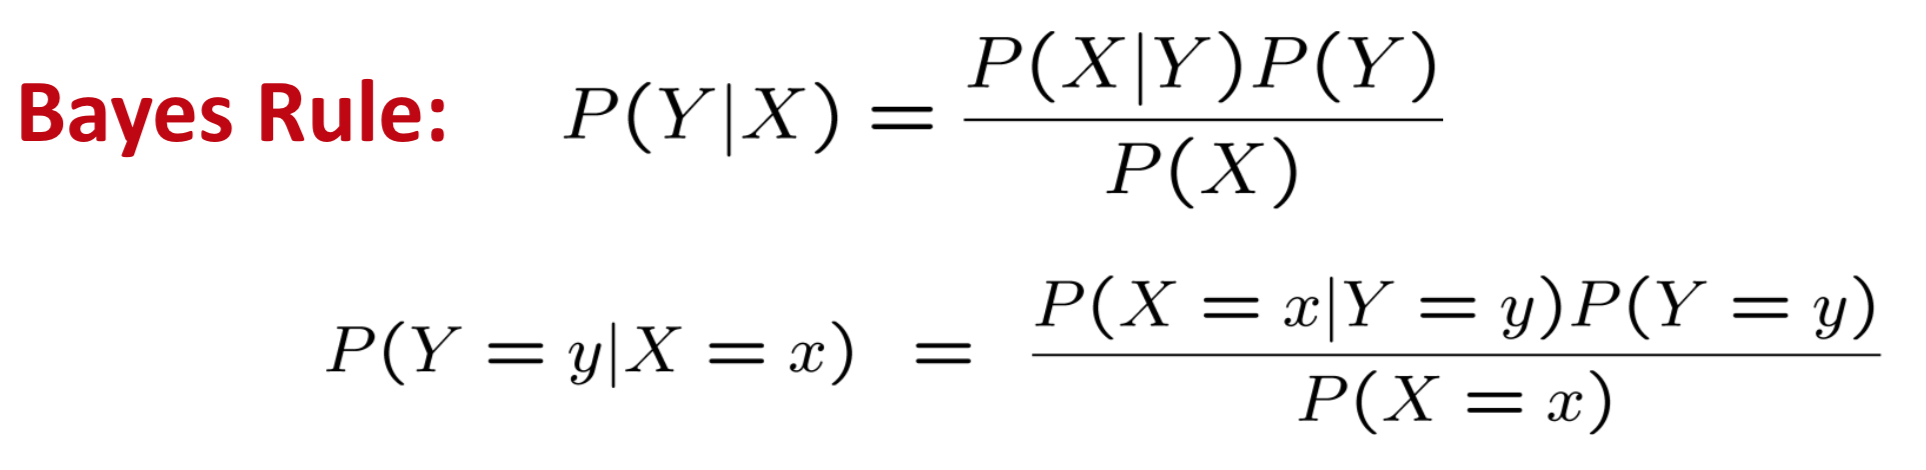 Bayes Rule: P(Y|X) = P(X|Y)P(Y) / P(X)
P(Y = y|X = x) = P(X = x|Y = y)P(Y = y) / P(X = x)